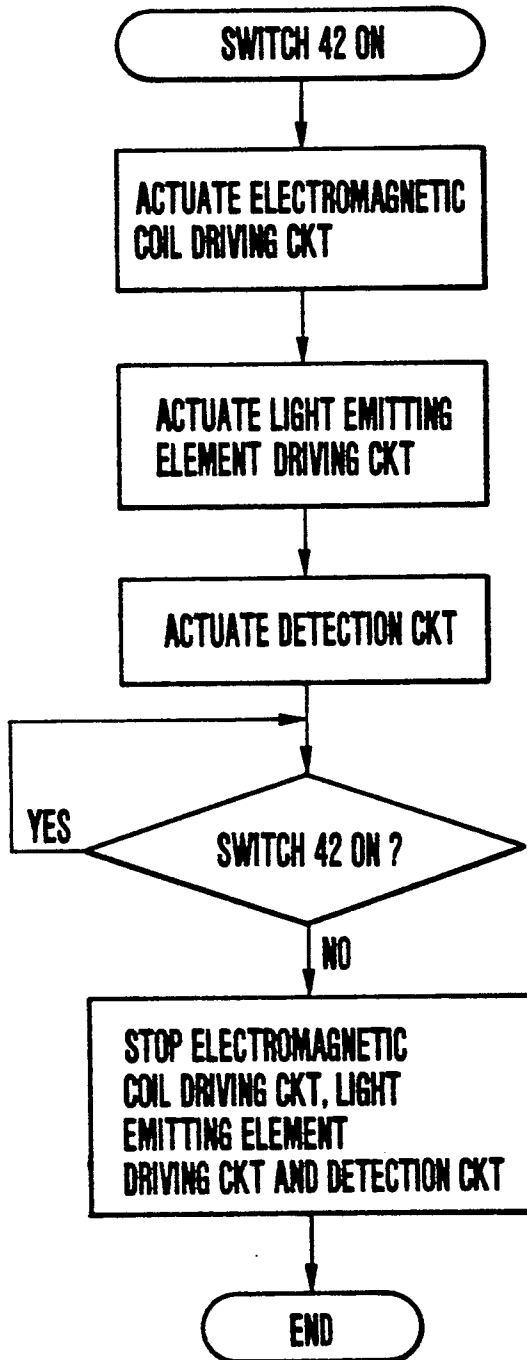 SWITCH 42 ON
ACTUATE ELECTROMAGNETIC
COIL DRIVING CKT
ACTUATE LIGHT EMITTING
ELEMENT DRIVING CKT
ACTUATE DETECTION CKT
YES
SWITCH 42 ON ?
NO
STOP ELECTROMAGNETIC
COIL DRIVING CKT, LIGHT
EMITTING ELEMENT
DRIVING CKT AND DETECTION CKT
END